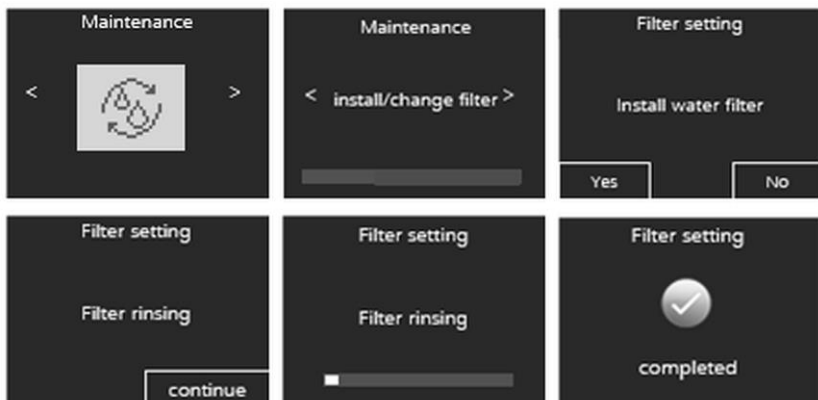 Maintenance
< >
Maintenance
< install/change filter >
Filter setting
Install water filter
Yes No
Filter setting
Filter rinsing
continue
Filter setting
Filter rinsing
Filter setting
completed